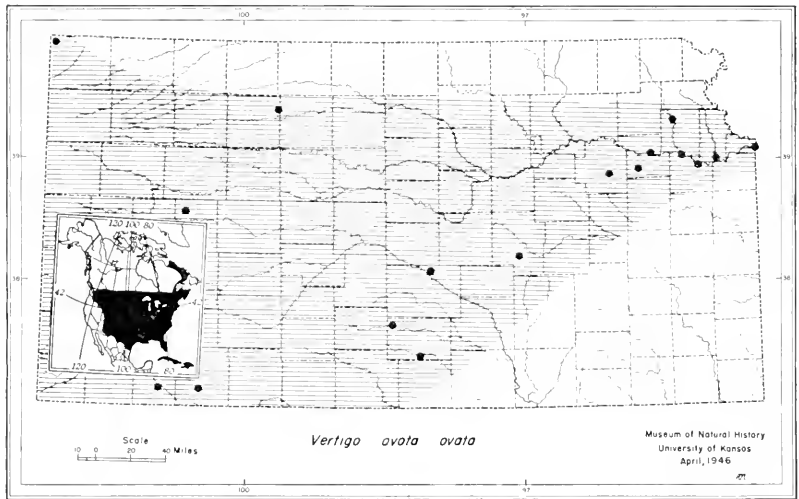 100 97
39 39
38 38
120 100 80
42
120 100 80
Scale
10 0 20 40 Miles
Vertigo ovata ovata
Museum of Natural History
University of Kansas
April, 1946
100 97